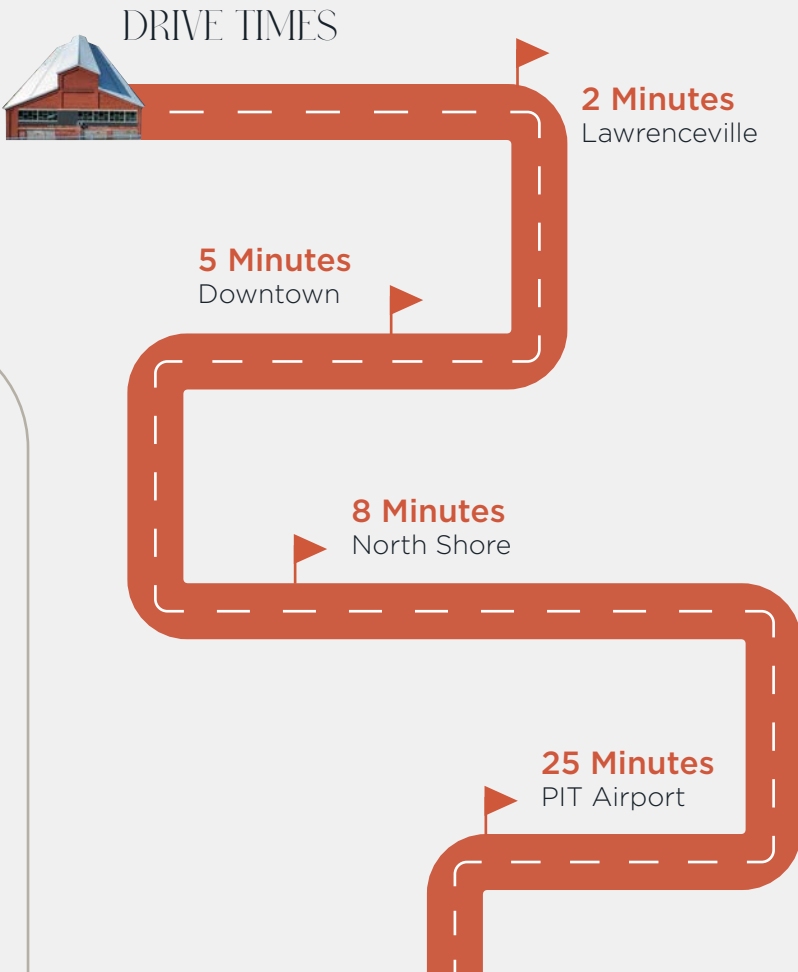 DRIVE TIMES
2 Minutes
Lawrenceville
5 Minutes
Downtown
8 Minutes
North Shore
25 Minutes
PIT Airport